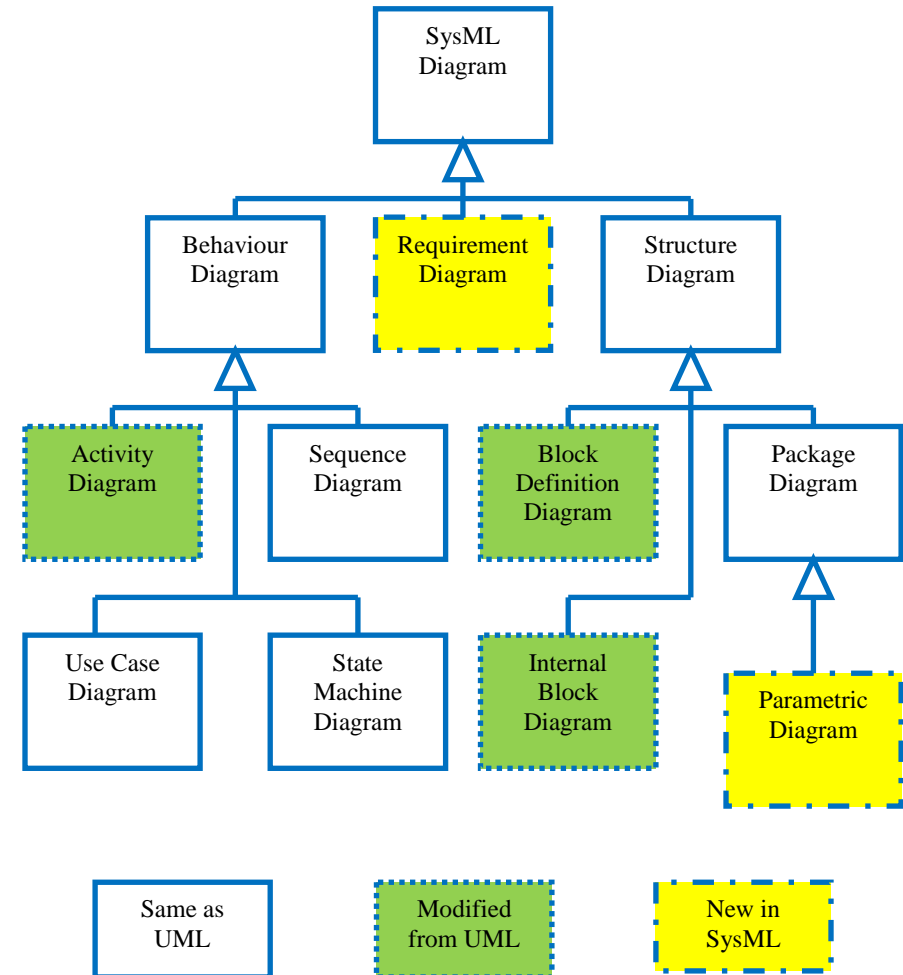 SysML
Diagram
Behaviour
Diagram
Requirement
Diagram
Structure
Diagram
Activity
Diagram
Sequence
Diagram
Block
Definition
Diagram
Package
Diagram
Use Case
Diagram
State
Machine
Diagram
Internal
Block
Diagram
Parametric
Diagram
Same as
UML
Modified
from UML
New in
SysML